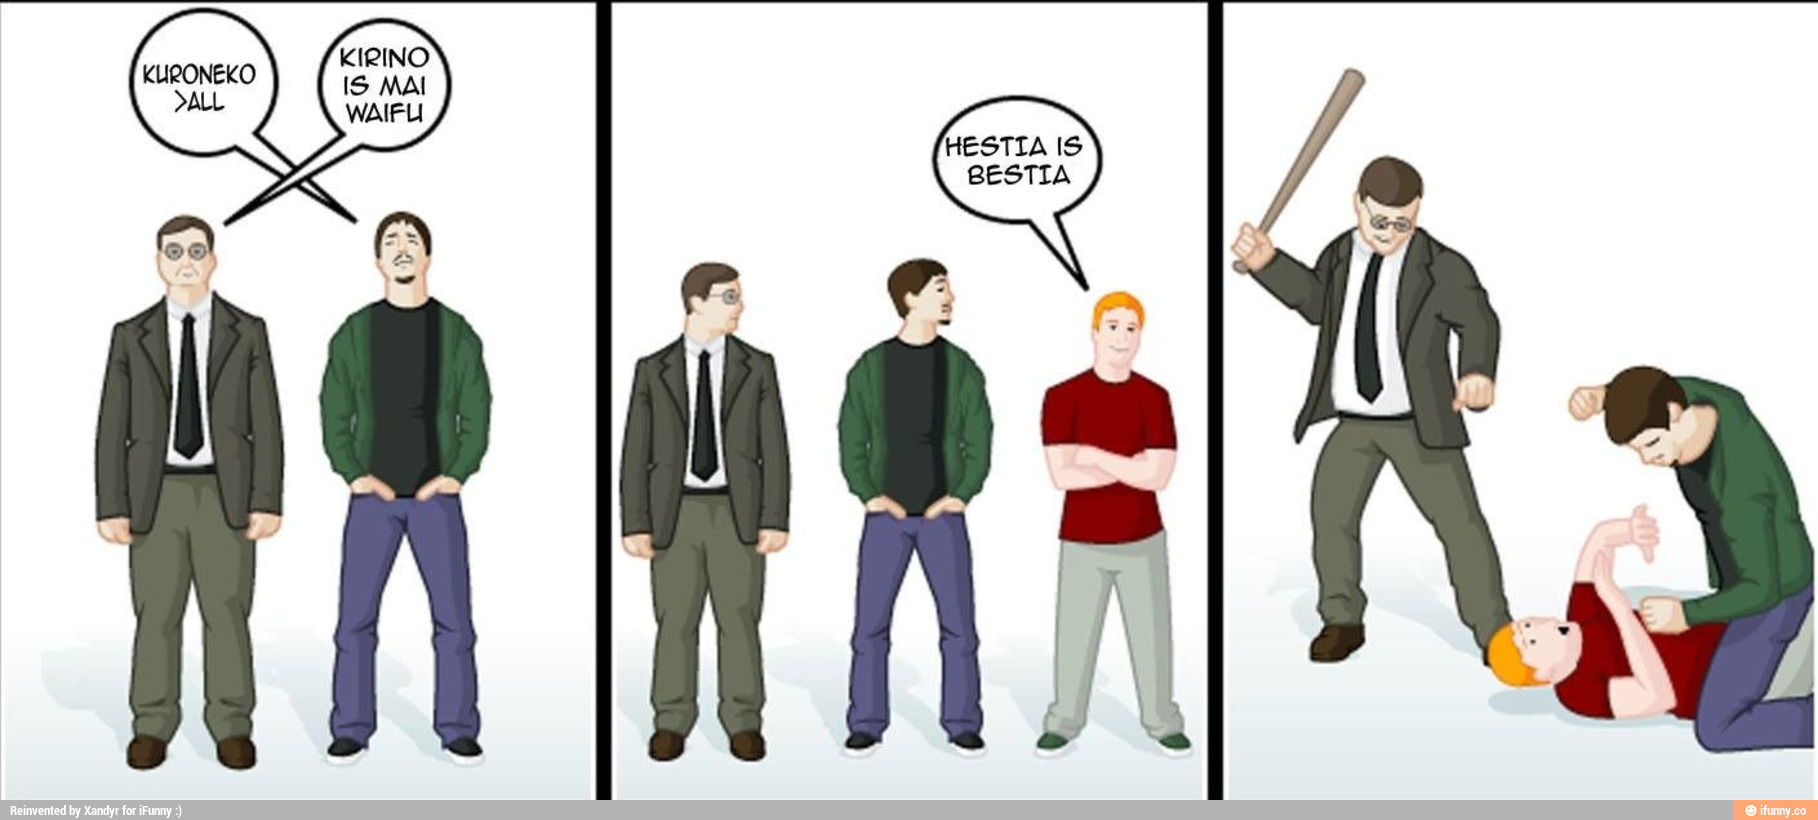 KURONEKO
>ALL
KIRINO
IS MAI
WAIFU
HESTIA IS
BESTIA
Reinvented by Xandyr for iFunny :)
ifunny.co